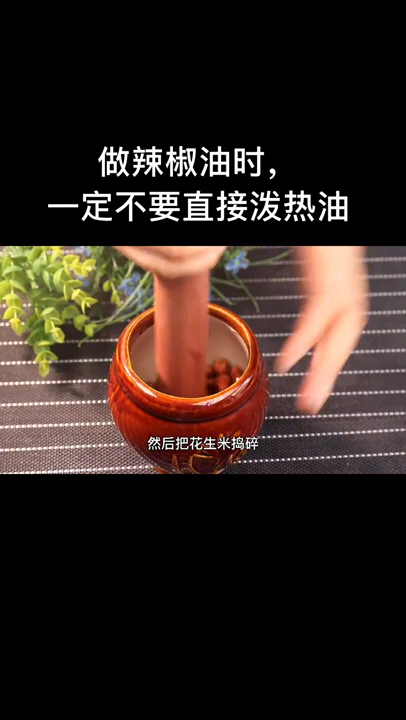 做辣椒油时，
一定不要直接泼热油
然后把花生米捣碎